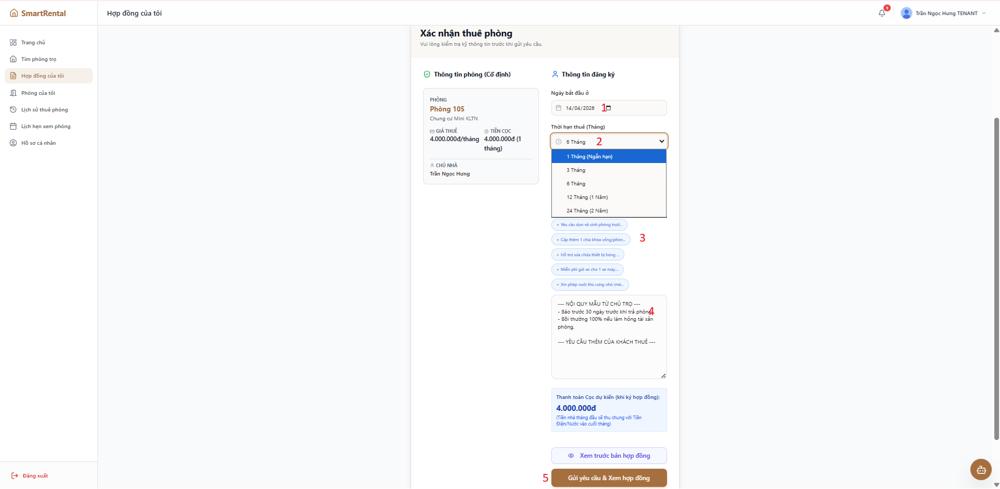 SmartRental
Hợp đồng của tôi
1
Trần Ngọc Hưng TENANT
Trang chủ
Tìm phòng trọ
Hợp đồng của tôi
Phòng của tôi
Lịch sử thuê phòng
Lịch hẹn xem phòng
Hồ sơ cá nhân
Đăng xuất
Xác nhận thuê phòng
Vui lòng kiểm tra kỹ thông tin trước khi gửi yêu cầu.
Thông tin phòng (Cố định)
PHÒNG
Phòng 105
Chung cư Mini KLTN
GIÁ THUÊ
4.000.000đ/tháng
TIỀN CỌC
4.000.000đ (1
tháng)
CHỦ NHÀ
Trần Ngọc Hưng
Thông tin đăng ký
Ngày bắt đầu ở
14/04/2026 1
Thời hạn thuê (Tháng)
6 Tháng 2
1 Tháng (Ngắn hạn)
3 Tháng
6 Tháng
12 Tháng (1 Năm)
24 Tháng (2 Năm)
+ Yêu cầu dọn vệ sinh phòng trướ...
+ Cấp thêm 1 chìa khóa cổng/phòn...
3
+ Hỗ trợ sửa chữa thiết bị hỏng ...
+ Miễn phí gửi xe cho 1 xe máy...
+ Xin phép nuôi thú cưng nhỏ (mè...
--- NỘI QUY MẪU TỪ CHỦ TRỌ ---
- Báo trước 30 ngày trước khi trả phòng.
4
- Bồi thường 100% nếu làm hỏng tài sản
phòng.
--- YÊU CẦU THÊM CỦA KHÁCH THUÊ ---
Thanh toán Cọc dự kiến (khi ký hợp đồng):
4.000.000đ
(Tiền nhà tháng đầu sẽ thu chung với Tiền
Điện/Nước vào cuối tháng)
Xem trước bản hợp đồng
5 Gửi yêu cầu & Xem hợp đồng